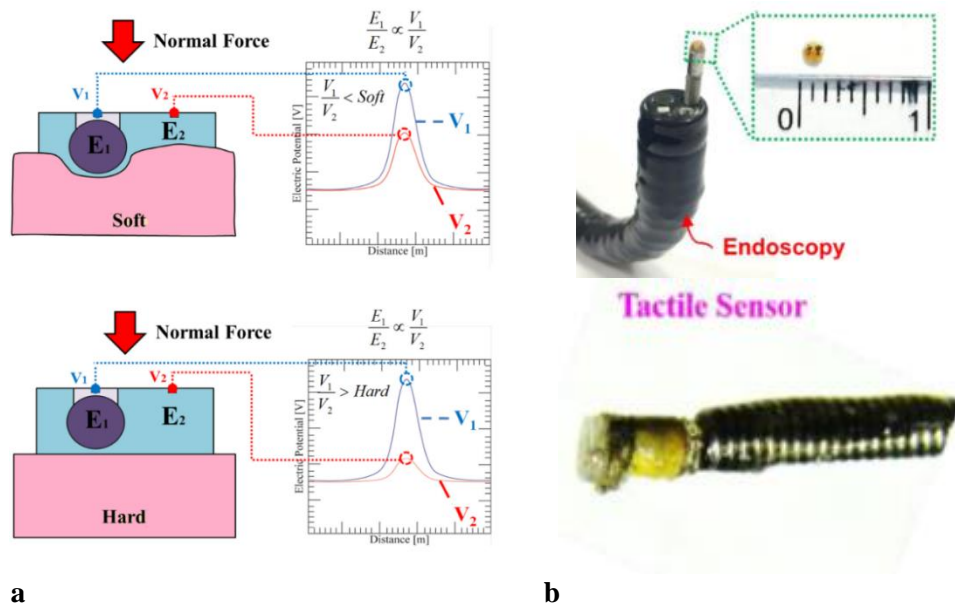 Normal Force
E₁/E₂ ∝ V₁/V₂
V₁
V₂
V₁/V₂ < Soft
E₁
E₂
V₁
V₂
Soft
Electric Potential [V]
Distance [m]
Normal Force
E₁/E₂ ∝ V₁/V₂
V₁
V₂
V₁/V₂ > Hard
E₁
E₂
V₁
V₂
Hard
Electric Potential [V]
Distance [m]
a
0
1
Endoscopy
Tactile Sensor
b